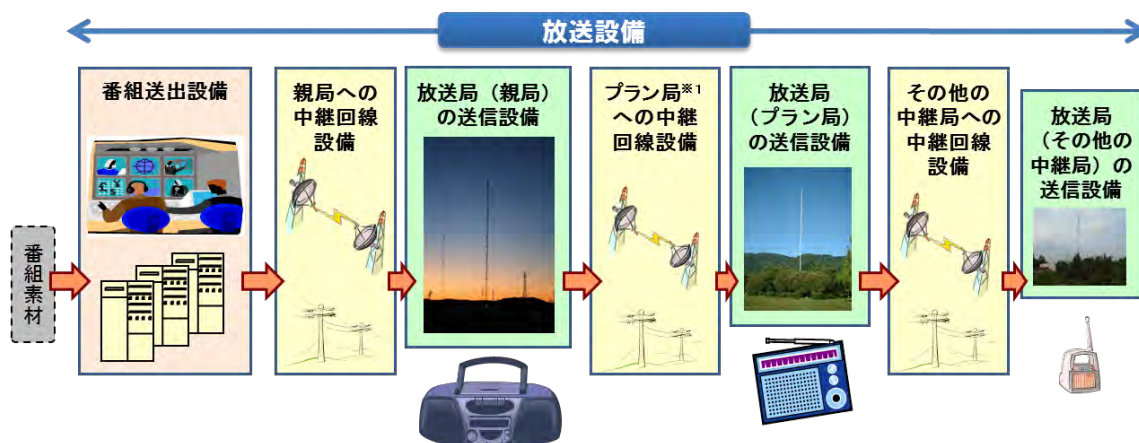 放送設備
番組送出設備
親局への
中継回線
設備
放送局（親局）
の送信設備
プラン局※1
への中継
回線設備
放送局
（プラン局）
の送信設備
その他の
中継局への
中継回線
設備
放送局
（その他の
中継局）の
送信設備
番組素材